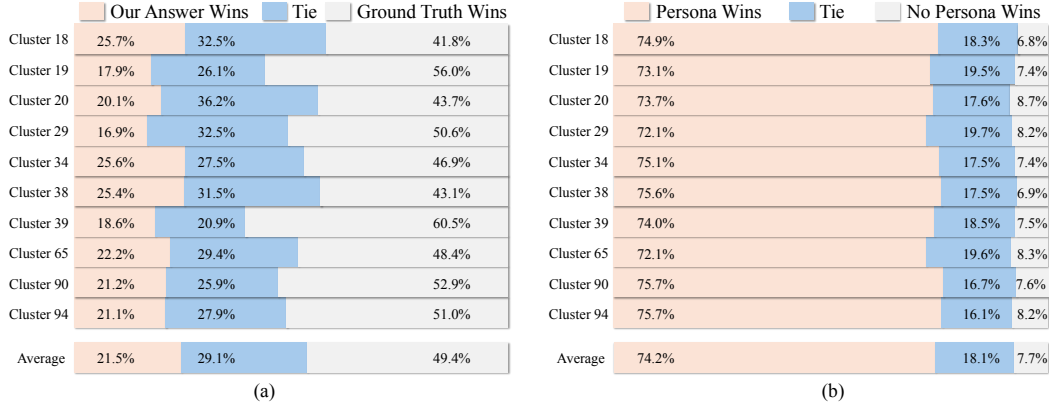 Our Answer Wins Tie Ground Truth Wins
Cluster 18 25.7% 32.5% 41.8%
Cluster 19 17.9% 26.1% 56.0%
Cluster 20 20.1% 36.2% 43.7%
Cluster 29 16.9% 32.5% 50.6%
Cluster 34 25.6% 27.5% 46.9%
Cluster 38 25.4% 31.5% 43.1%
Cluster 39 18.6% 20.9% 60.5%
Cluster 65 22.2% 29.4% 48.4%
Cluster 90 21.2% 25.9% 52.9%
Cluster 94 21.1% 27.9% 51.0%
Average 21.5% 29.1% 49.4%
(a)
Persona Wins Tie No Persona Wins
Cluster 18 74.9% 18.3% 6.8%
Cluster 19 73.1% 19.5% 7.4%
Cluster 20 73.7% 17.6% 8.7%
Cluster 29 72.1% 19.7% 8.2%
Cluster 34 75.1% 17.5% 7.4%
Cluster 38 75.6% 17.5% 6.9%
Cluster 39 74.0% 18.5% 7.5%
Cluster 65 72.1% 19.6% 8.3%
Cluster 90 75.7% 16.7% 7.6%
Cluster 94 75.7% 16.1% 8.2%
Average 74.2% 18.1% 7.7%
(b)